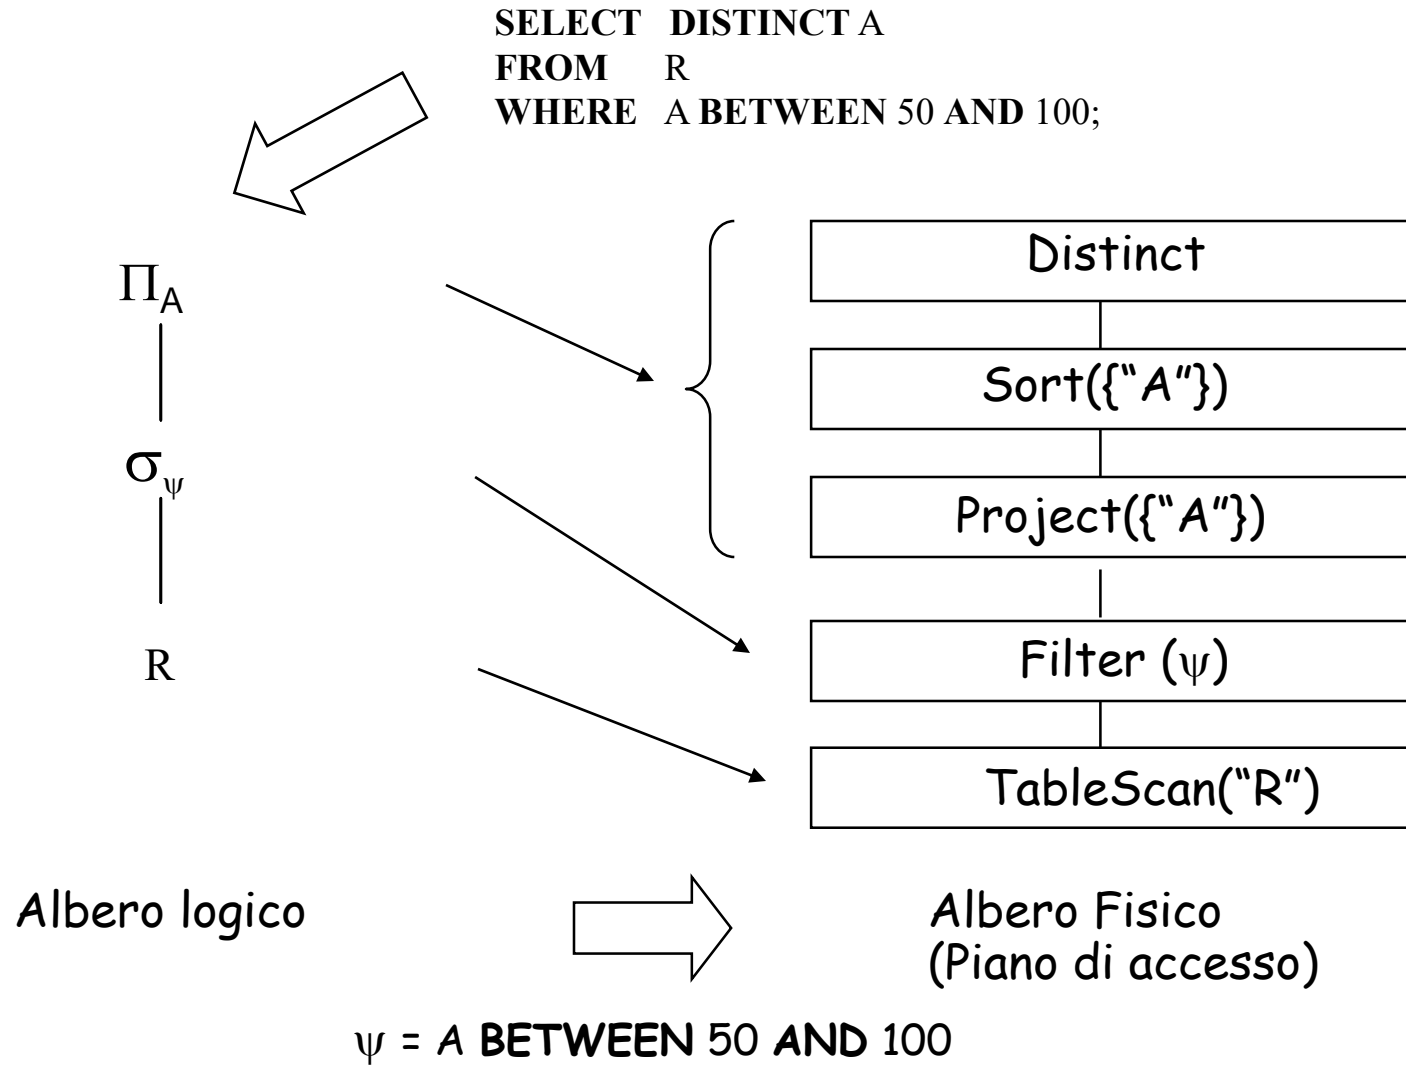 SELECT DISTINCT A
FROM R
WHERE A BETWEEN 50 AND 100;
Π_A
σ_ψ
R
Distinct
Sort({“A”})
Project({“A”})
Filter (ψ)
TableScan(“R”)
Albero logico
Albero Fisico
(Piano di accesso)
ψ = A BETWEEN 50 AND 100